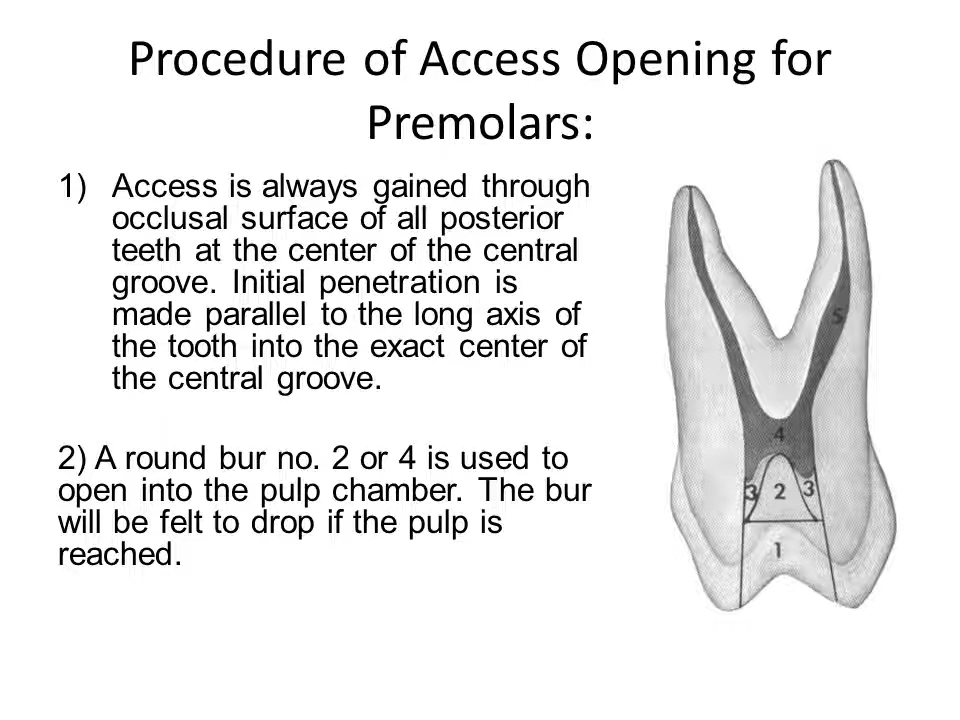 Procedure of Access Opening for
Premolars:
1) Access is always gained through
occlusal surface of all posterior
teeth at the center of the central
groove. Initial penetration is
made parallel to the long axis of
the tooth into the exact center of
the central groove.
2) A round bur no. 2 or 4 is used to
open into the pulp chamber. The bur
will be felt to drop if the pulp is
reached.
5
4
3 2 3
1